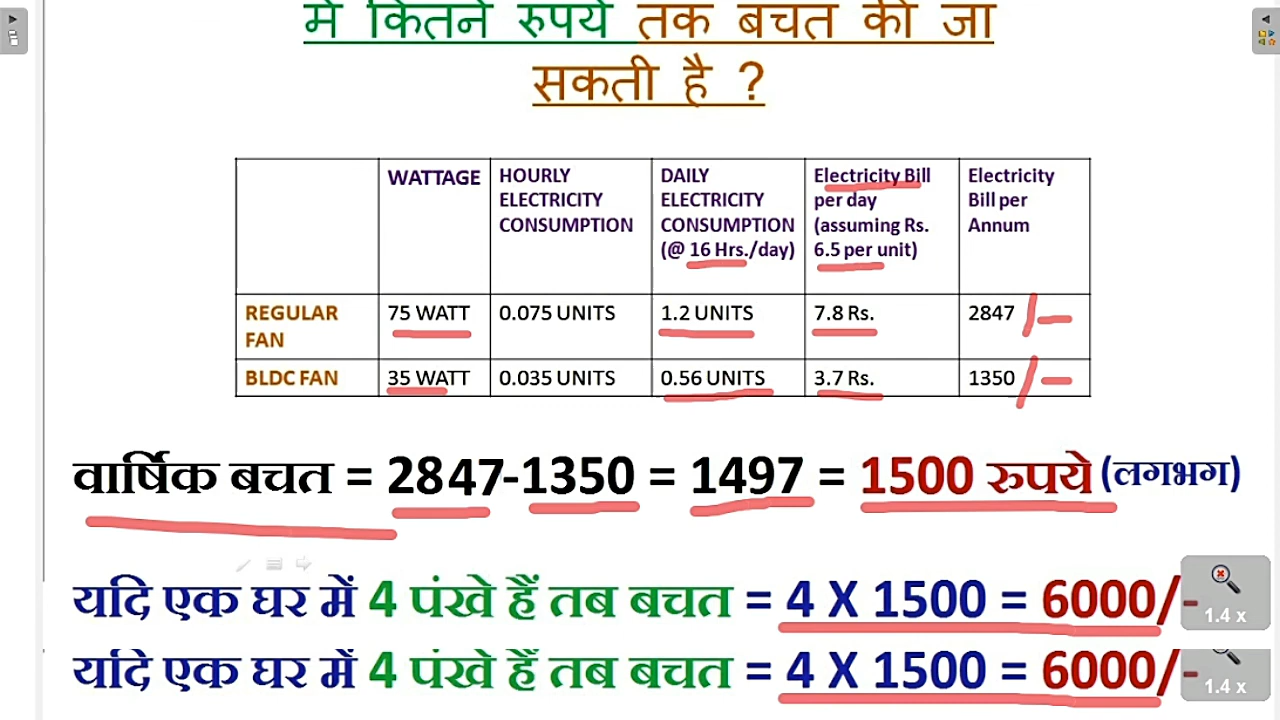 में कितने रुपये तक बचत की जा
सकती है ?
WATTAGE
HOURLY ELECTRICITY CONSUMPTION
DAILY ELECTRICITY CONSUMPTION (@ 16 Hrs./day)
Electricity Bill per day (assuming Rs. 6.5 per unit)
Electricity Bill per Annum
REGULAR FAN 75 WATT 0.075 UNITS 1.2 UNITS 7.8 Rs. 2847 /-
BLDC FAN 35 WATT 0.035 UNITS 0.56 UNITS 3.7 Rs. 1350 /-
वार्षिक बचत = 2847-1350 = 1497 = 1500 रुपये (लगभग)
यदि एक घर में 4 पंखे हैं तब बचत = 4 X 1500 = 6000/-
1.4 x
यदि एक घर में 4 पंखे हैं तब बचत = 4 X 1500 = 6000/-
1.4 x